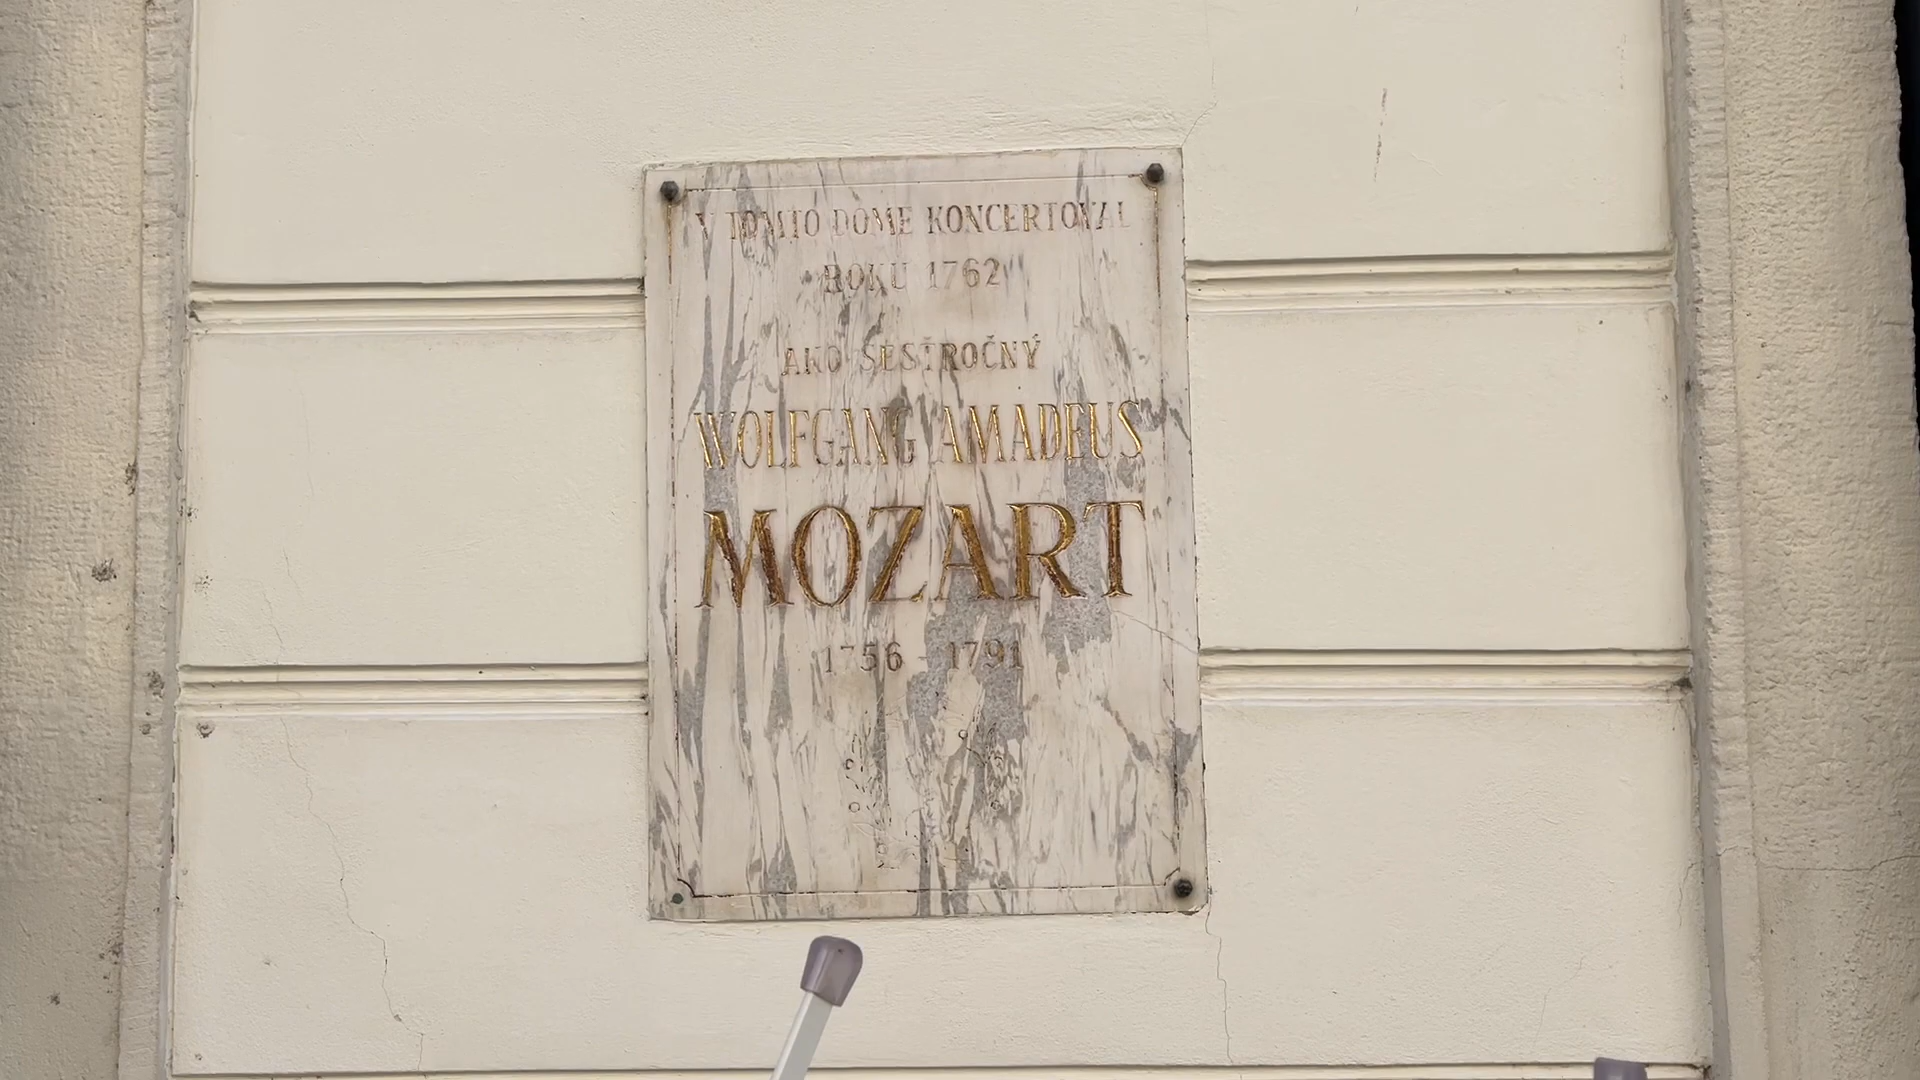 V TOMTO DOME KONCERTOVAL
ROKU 1762
AKO ŠESŤROČNÝ
WOLFGANG AMADEUS
MOZART
1756 - 1791